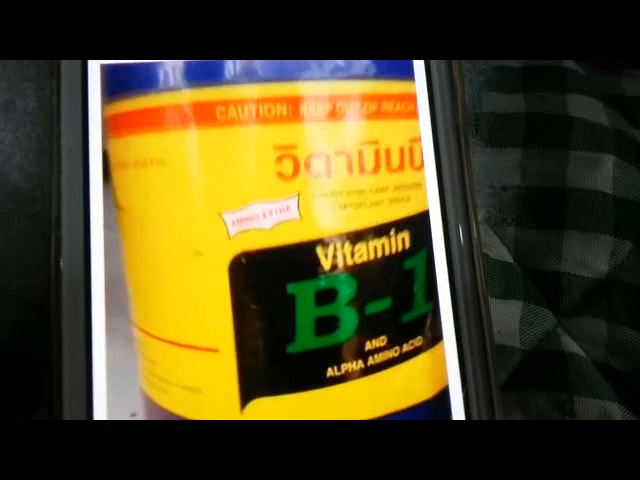 CAUTION: KEEP OUT OF REACH
วิตามินบี
AMINO EXTRA
Vitamin
B-1
AND
ALPHA AMINO ACID